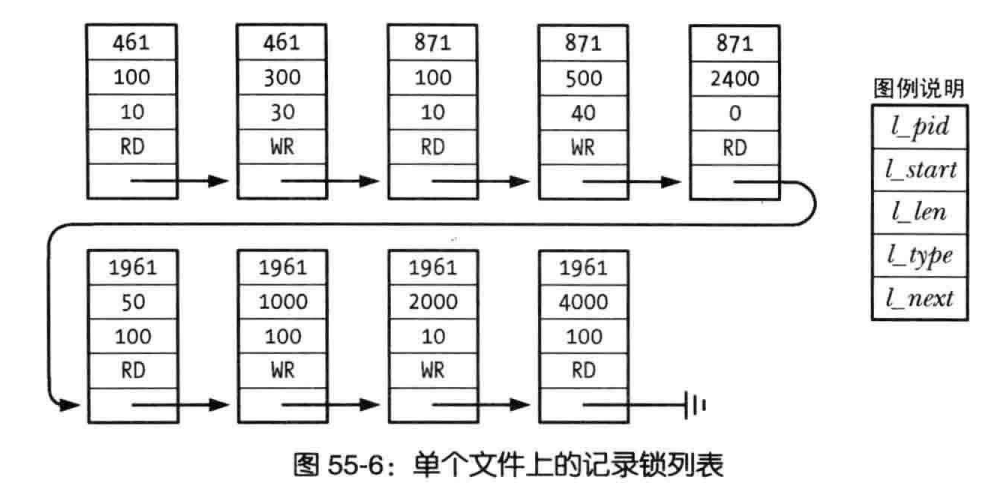 461 461 871 871 871
100 300 100 500 2400
10 30 10 40 0
RD WR RD WR RD
图例说明
l_pid
l_start
l_len
l_type
l_next
1961 1961 1961 1961
50 1000 2000 4000
100 100 10 100
RD WR WR RD
图 55-6：单个文件上的记录锁列表